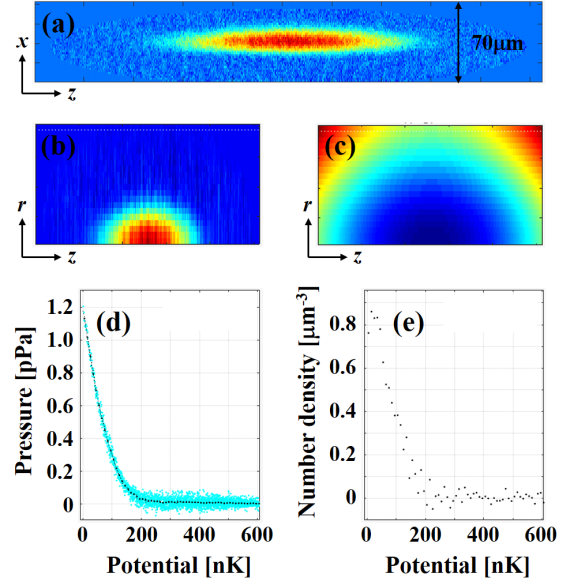 (a)
x
z
70μm
(b)
r
z
(c)
r
z
(d)
Pressure [pPa]
1.2
1.0
0.8
0.6
0.4
0.2
0
0 200 400 600
Potential [nK]
(e)
Number density [μm⁻³]
0.8
0.6
0.4
0.2
0
0 200 400 600
Potential [nK]